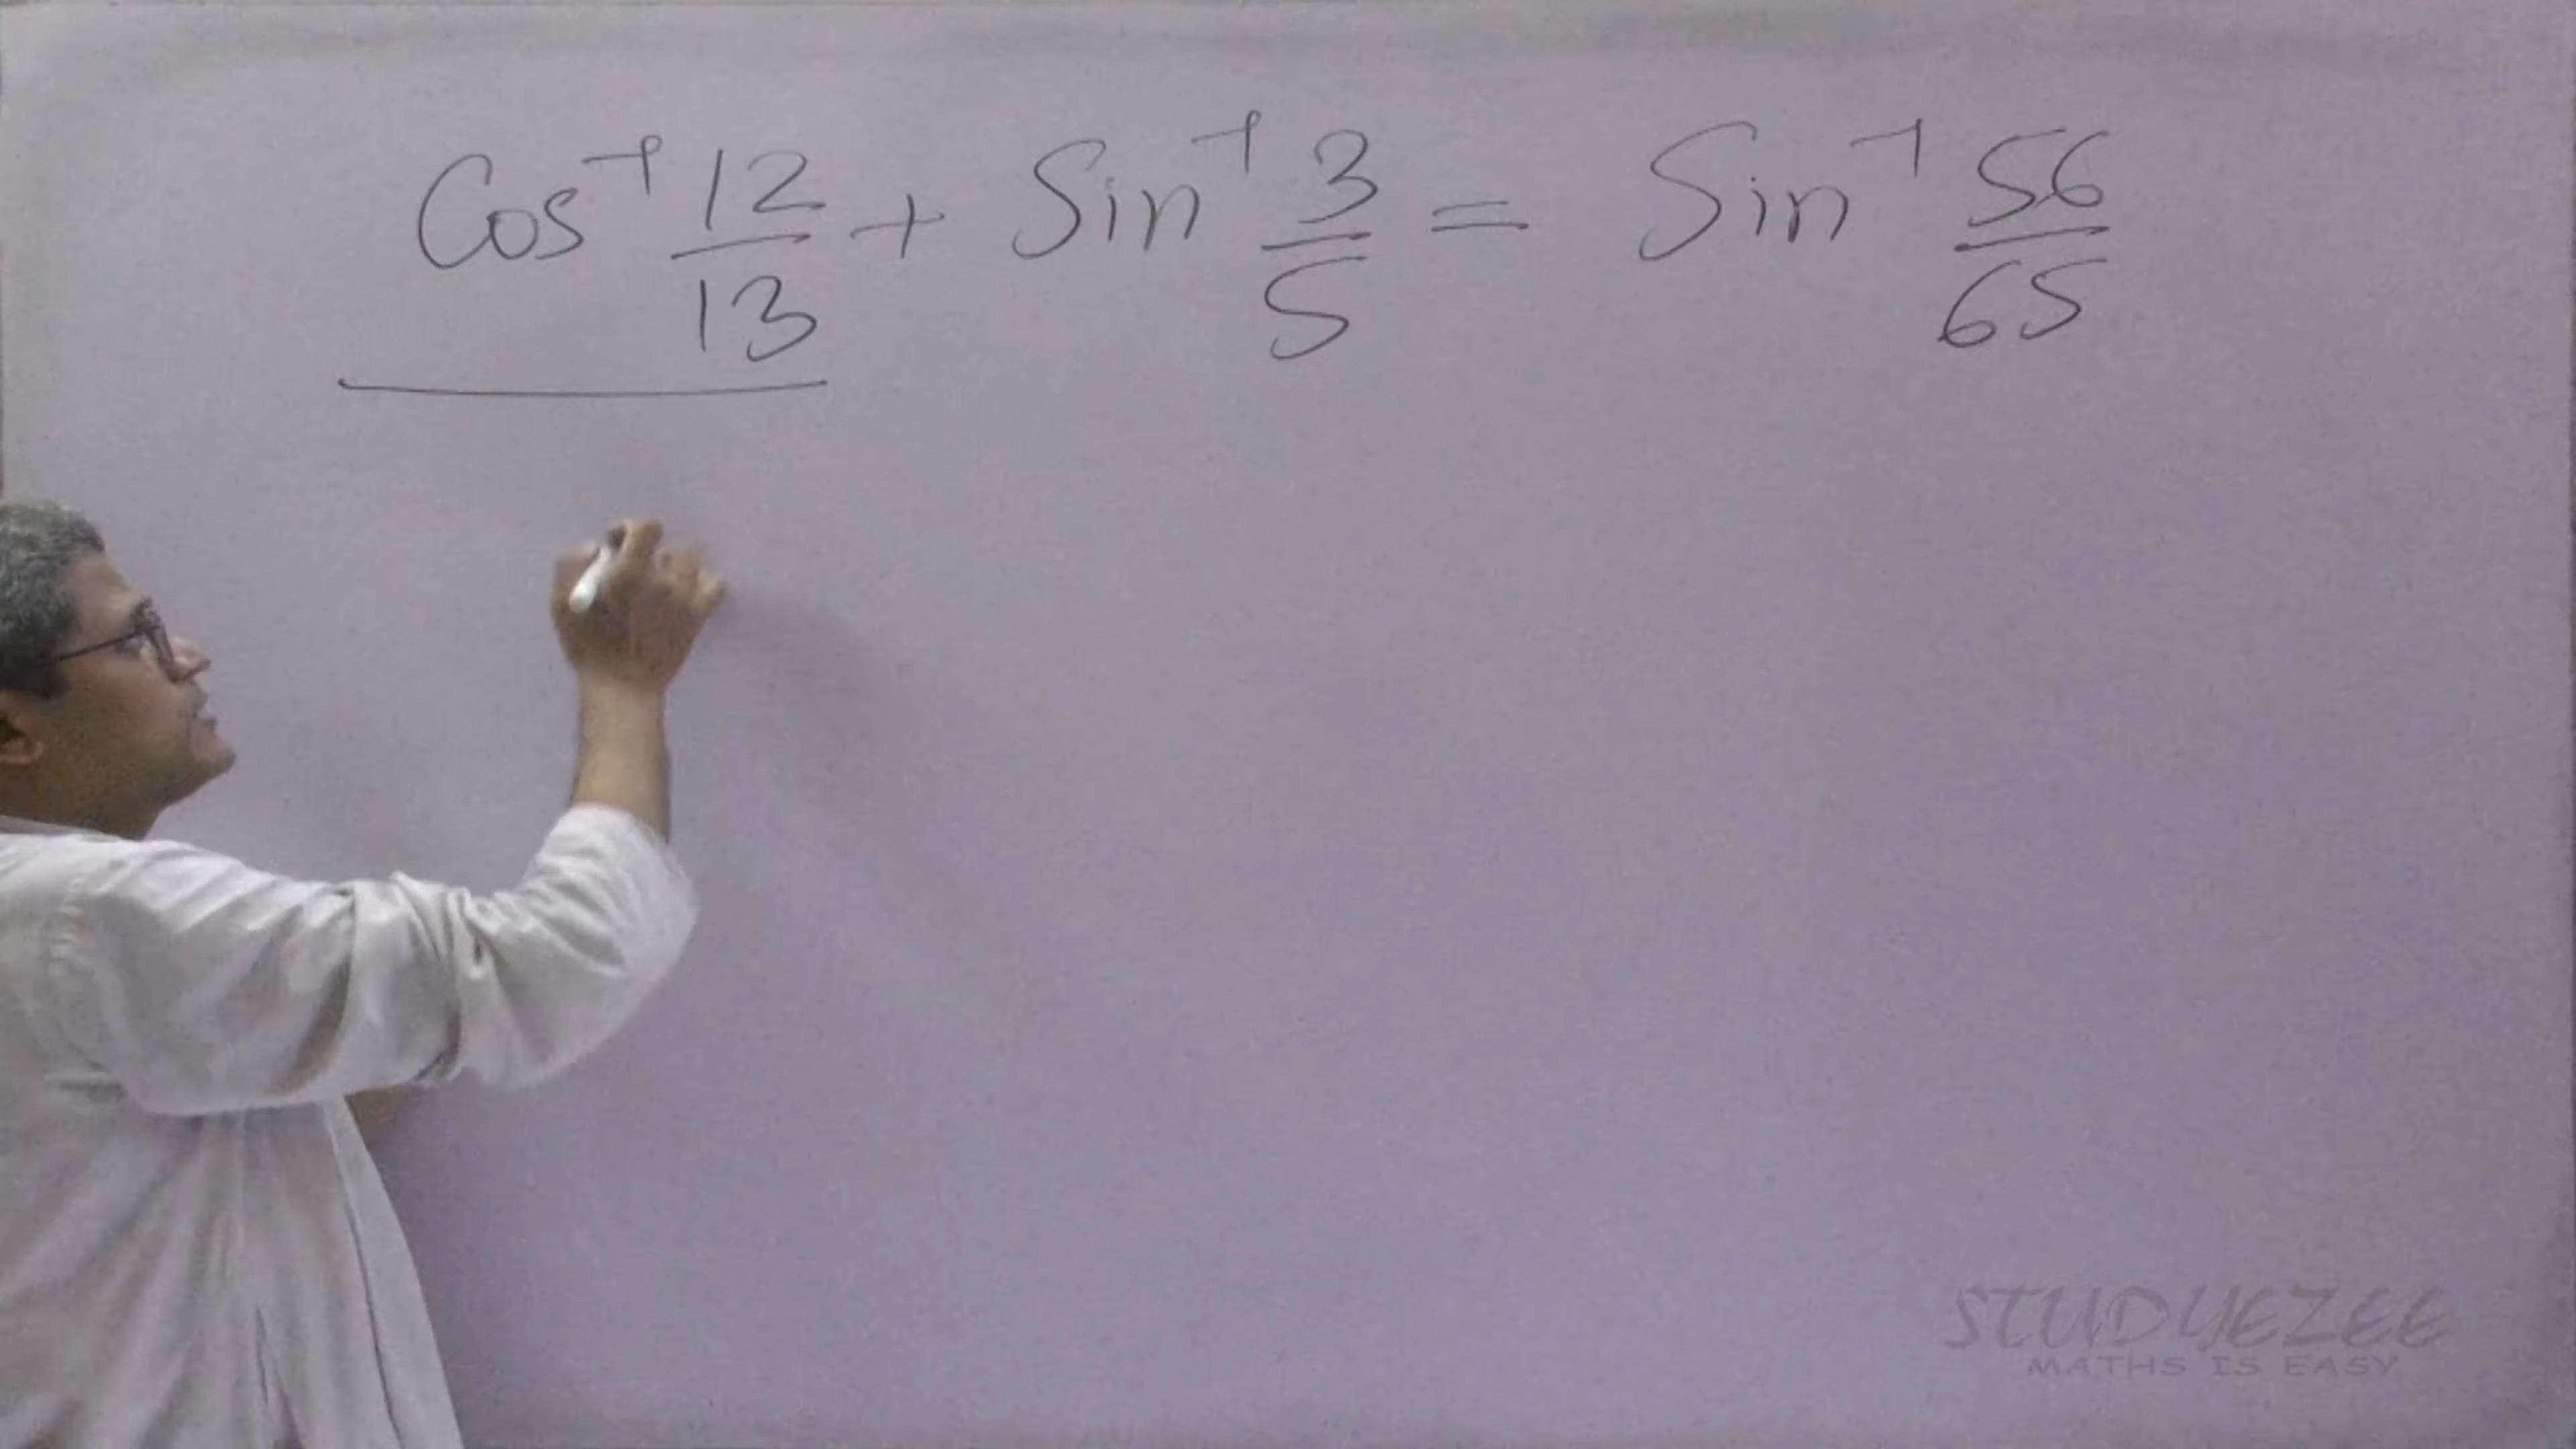 Cos⁻¹ 12/13 + Sin⁻¹ 3/5 = Sin⁻¹ 56/65
STUDYEZEE
MATHS IS EASY